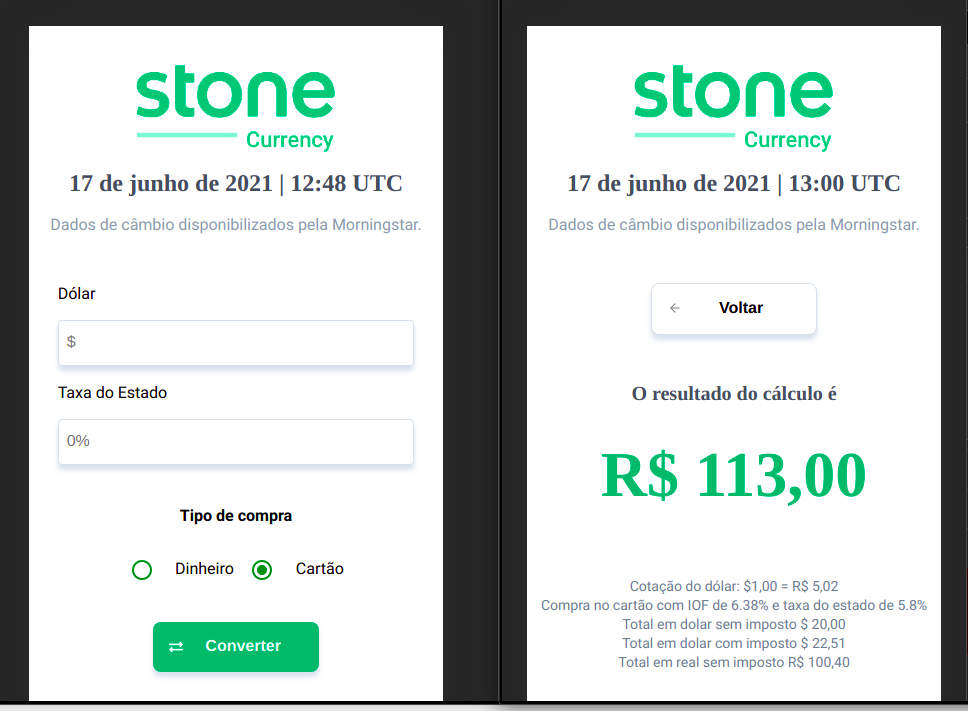 stone
Currency
17 de junho de 2021 | 12:48 UTC
Dados de câmbio disponibilizados pela Morningstar.
Dólar
$
Taxa do Estado
0%
Tipo de compra
Dinheiro Cartão
Converter
stone
Currency
17 de junho de 2021 | 13:00 UTC
Dados de câmbio disponibilizados pela Morningstar.
Voltar
O resultado do cálculo é
R$ 113,00
Cotação do dólar: $1,00 = R$ 5,02
Compra no cartão com IOF de 6.38% e taxa do estado de 5.8%
Total em dolar sem imposto $ 20,00
Total em dolar com imposto $ 22,51
Total em real sem imposto R$ 100,40